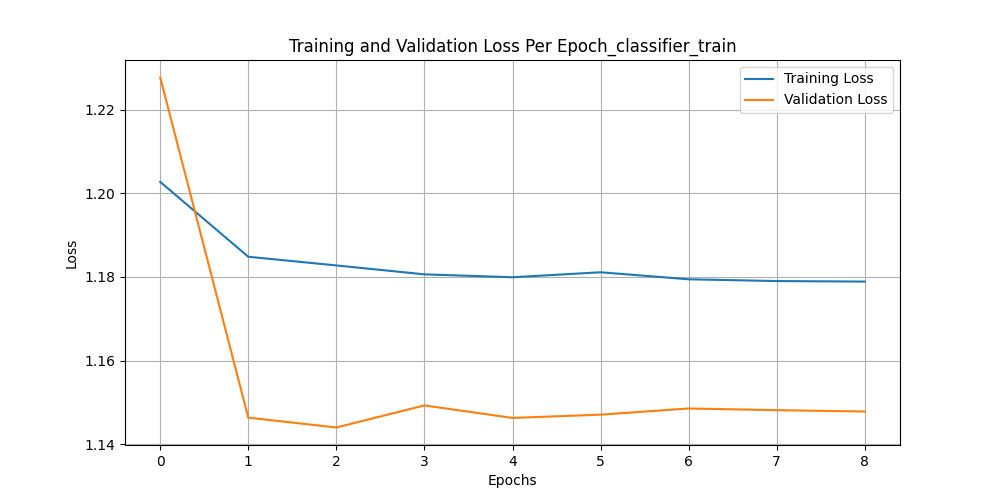 Training and Validation Loss Per Epoch_classifier_train
Training Loss
Validation Loss
1.22
1.20
1.18
1.16
1.14
Loss
0 1 2 3 4 5 6 7 8
Epochs